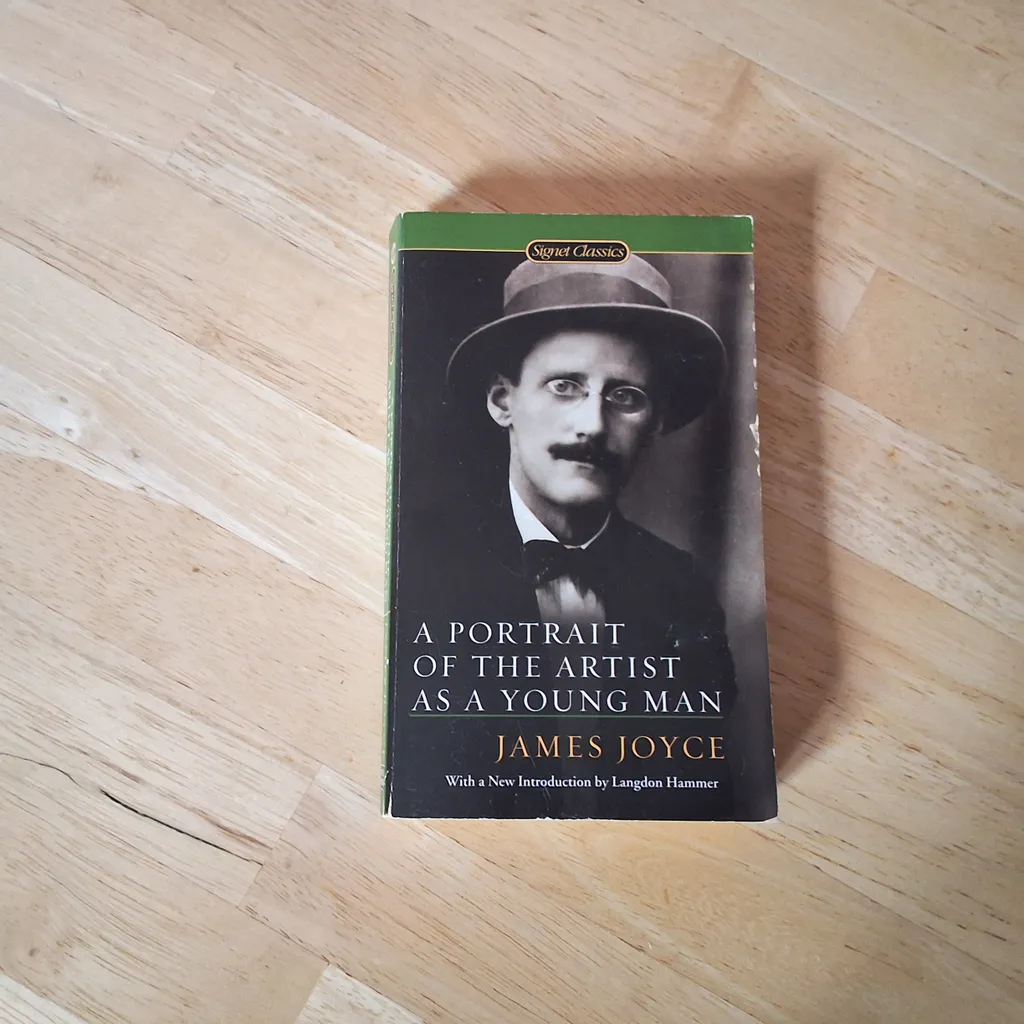 Signet Classics
A PORTRAIT
OF THE ARTIST
AS A YOUNG MAN
JAMES JOYCE
With a New Introduction by Langdon Hammer